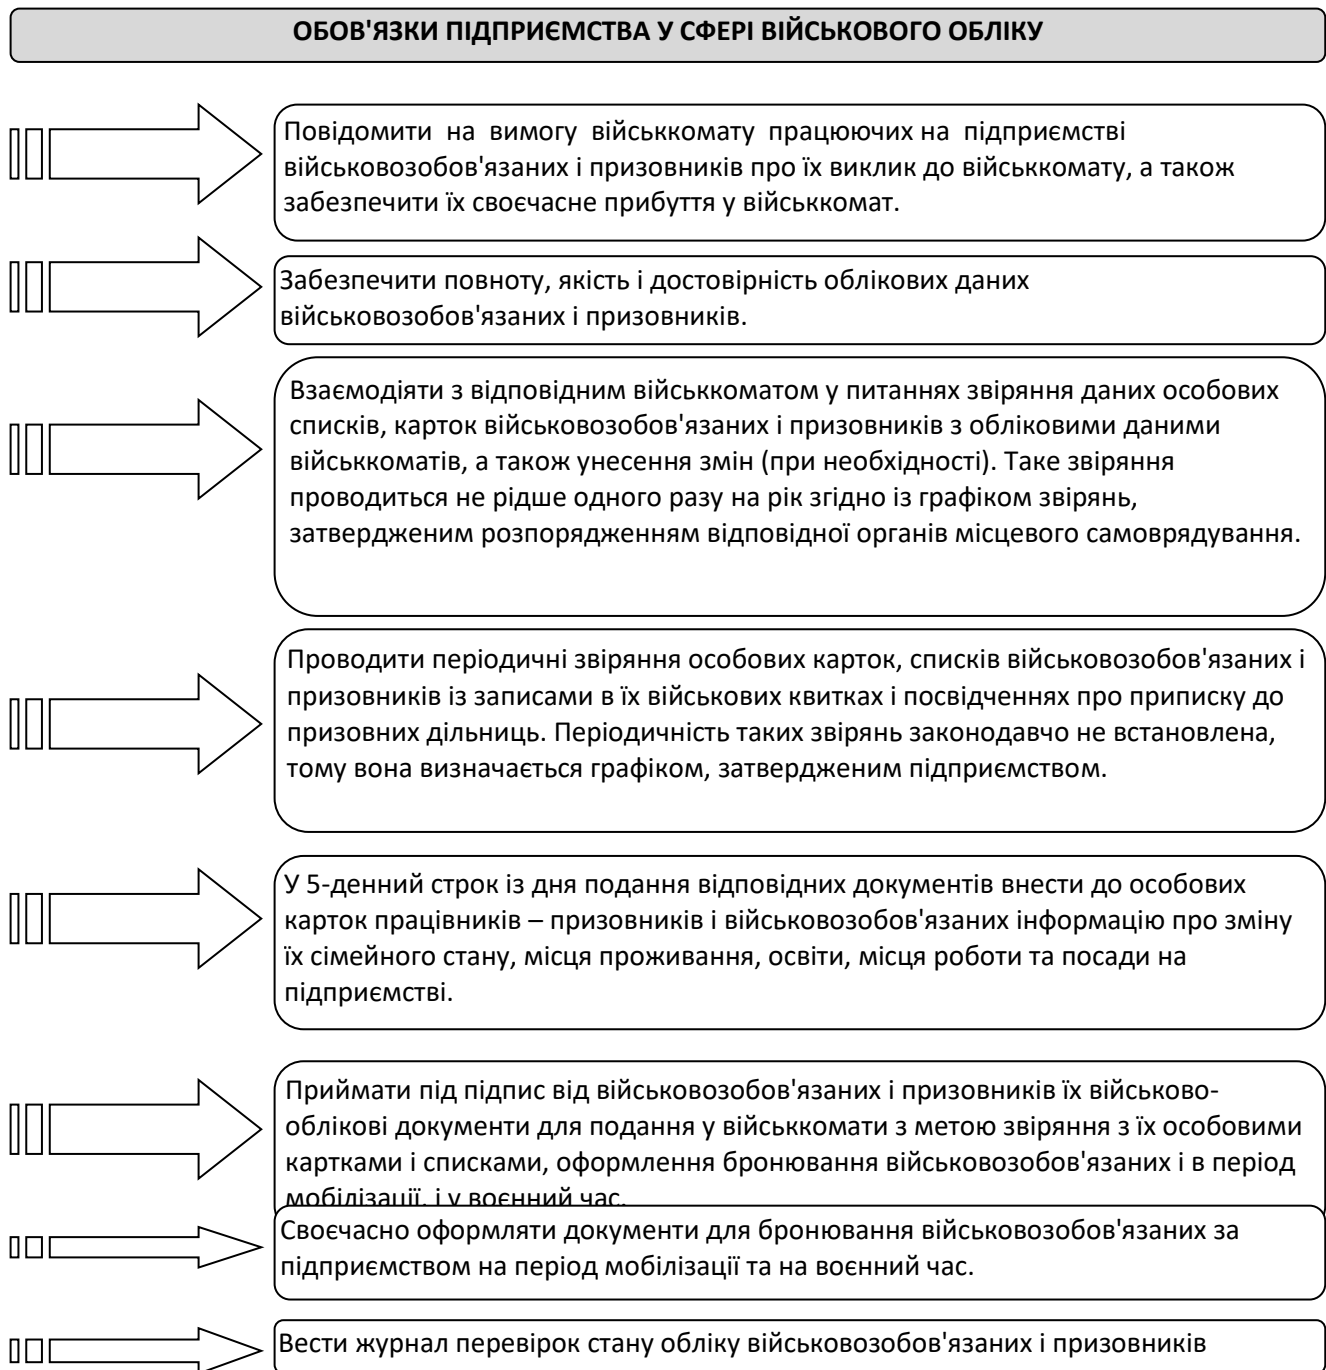 ОБОВ'ЯЗКИ ПІДПРИЄМСТВА У СФЕРІ ВІЙСЬКОВОГО ОБЛІКУ
Повідомити на вимогу військкомату працюючих на підприємстві
військовозобов'язаних і призовників про їх виклик до військкомату, а також
забезпечити їх своєчасне прибуття у військкомат.
Забезпечити повноту, якість і достовірність облікових даних
військовозобов'язаних і призовників.
Взаємодіяти з відповідним військкоматом у питаннях звіряння даних особових
списків, карток військовозобов'язаних і призовників з обліковими даними
військкоматів, а також унесення змін (при необхідності). Таке звіряння
проводиться не рідше одного разу на рік згідно із графіком звірянь,
затвердженим розпорядженням відповідної органів місцевого самоврядування.
Проводити періодичні звіряння особових карток, списків військовозобов'язаних і
призовників із записами в їх військових квитках і посвідченнях про приписку до
призовних дільниць. Періодичність таких звірянь законодавчо не встановлена,
тому вона визначається графіком, затвердженим підприємством.
У 5-денний строк із дня подання відповідних документів внести до особових
карток працівників – призовників і військовозобов'язаних інформацію про зміну
їх сімейного стану, місця проживання, освіти, місця роботи та посади на
підприємстві.
Приймати під підпис від військовозобов'язаних і призовників їх військово-
облікові документи для подання у військкомати з метою звіряння з їх особовими
картками і списками, оформлення бронювання військовозобов'язаних і в період
мобілізації, і у воєнний час.
Своєчасно оформляти документи для бронювання військовозобов'язаних за
підприємством на період мобілізації та на воєнний час.
Вести журнал перевірок стану обліку військовозобов'язаних і призовників